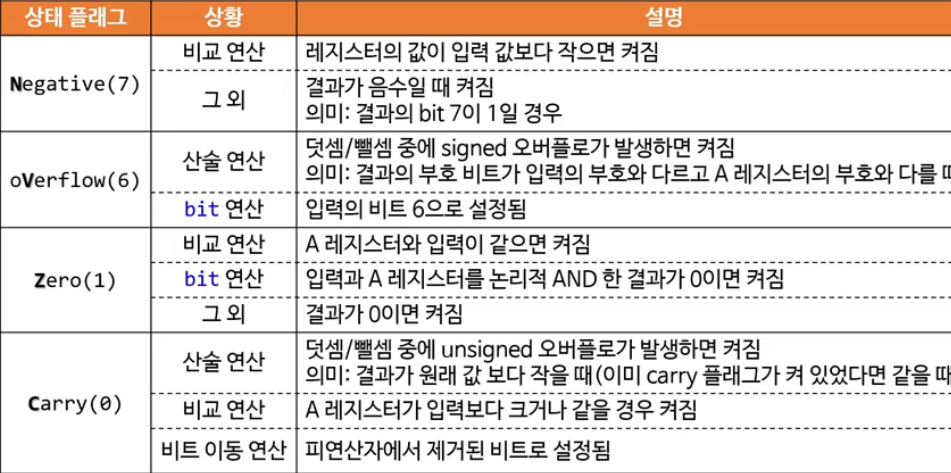 상태 플래그 상황 설명
Negative(7)
비교 연산 레지스터의 값이 입력 값보다 작으면 켜짐
그 외 결과가 음수일 때 켜짐
의미: 결과의 bit 7이 1일 경우
oVerflow(6)
산술 연산 덧셈/뺄셈 중에 signed 오버플로가 발생하면 켜짐
의미: 결과의 부호 비트가 입력의 부호와 다르고 A 레지스터의 부호와 다를
bit 연산 입력의 비트 6으로 설정됨
Zero(1)
비교 연산 A 레지스터와 입력이 같으면 켜짐
bit 연산 입력과 A 레지스터를 논리적 AND 한 결과가 0이면 켜짐
그 외 결과가 0이면 켜짐
Carry(0)
산술 연산 덧셈/뺄셈 중에 unsigned 오버플로가 발생하면 켜짐
의미: 결과가 원래 값 보다 작을 때(이미 carry 플래그가 켜 있었다면 같을
비교 연산 A 레지스터가 입력보다 크거나 같을 경우 켜짐
비트 이동 연산 피연산자에서 제거된 비트로 설정됨